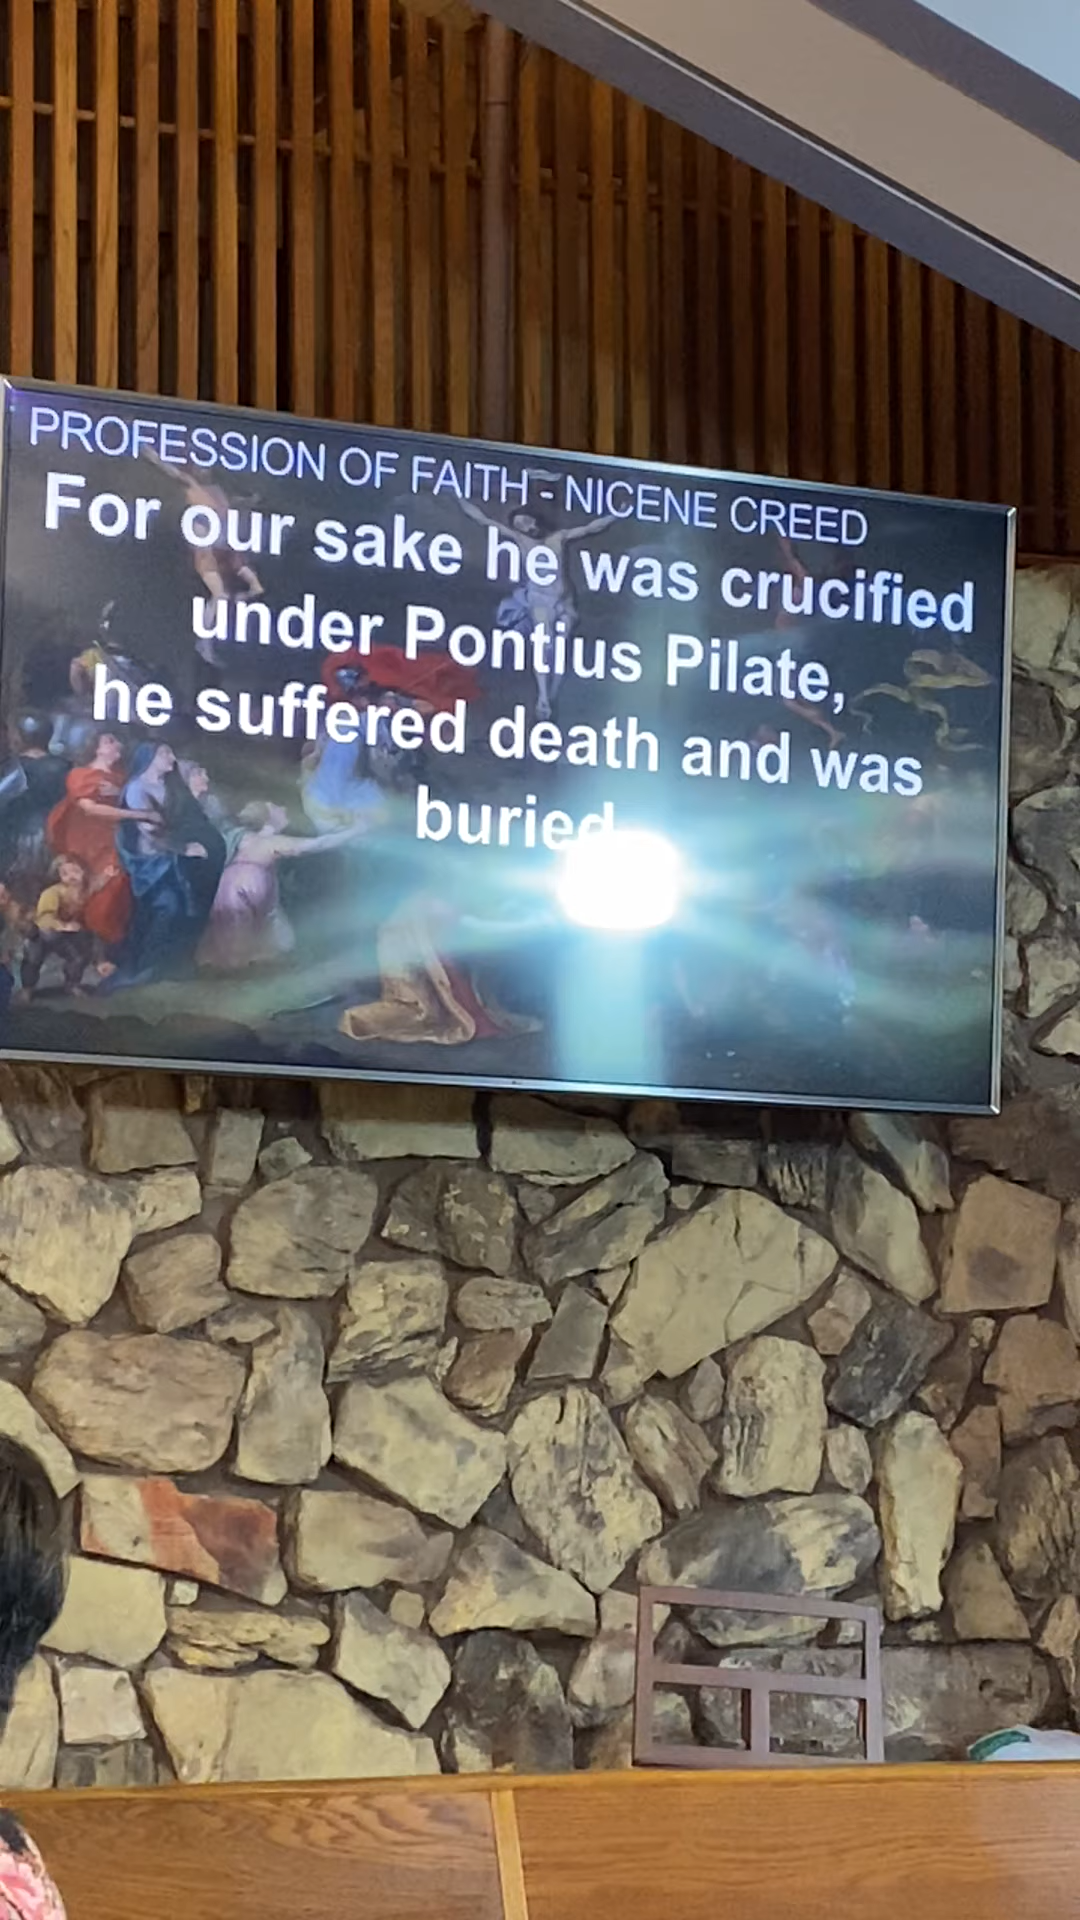 PROFESSION OF FAITH - NICENE CREED
For our sake he was crucified
under Pontius Pilate,
he suffered death and was
buried